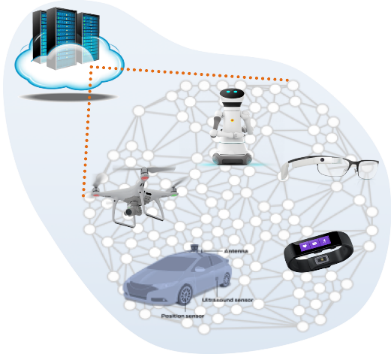 Antenna
Ultrasound sensor
Position sensor